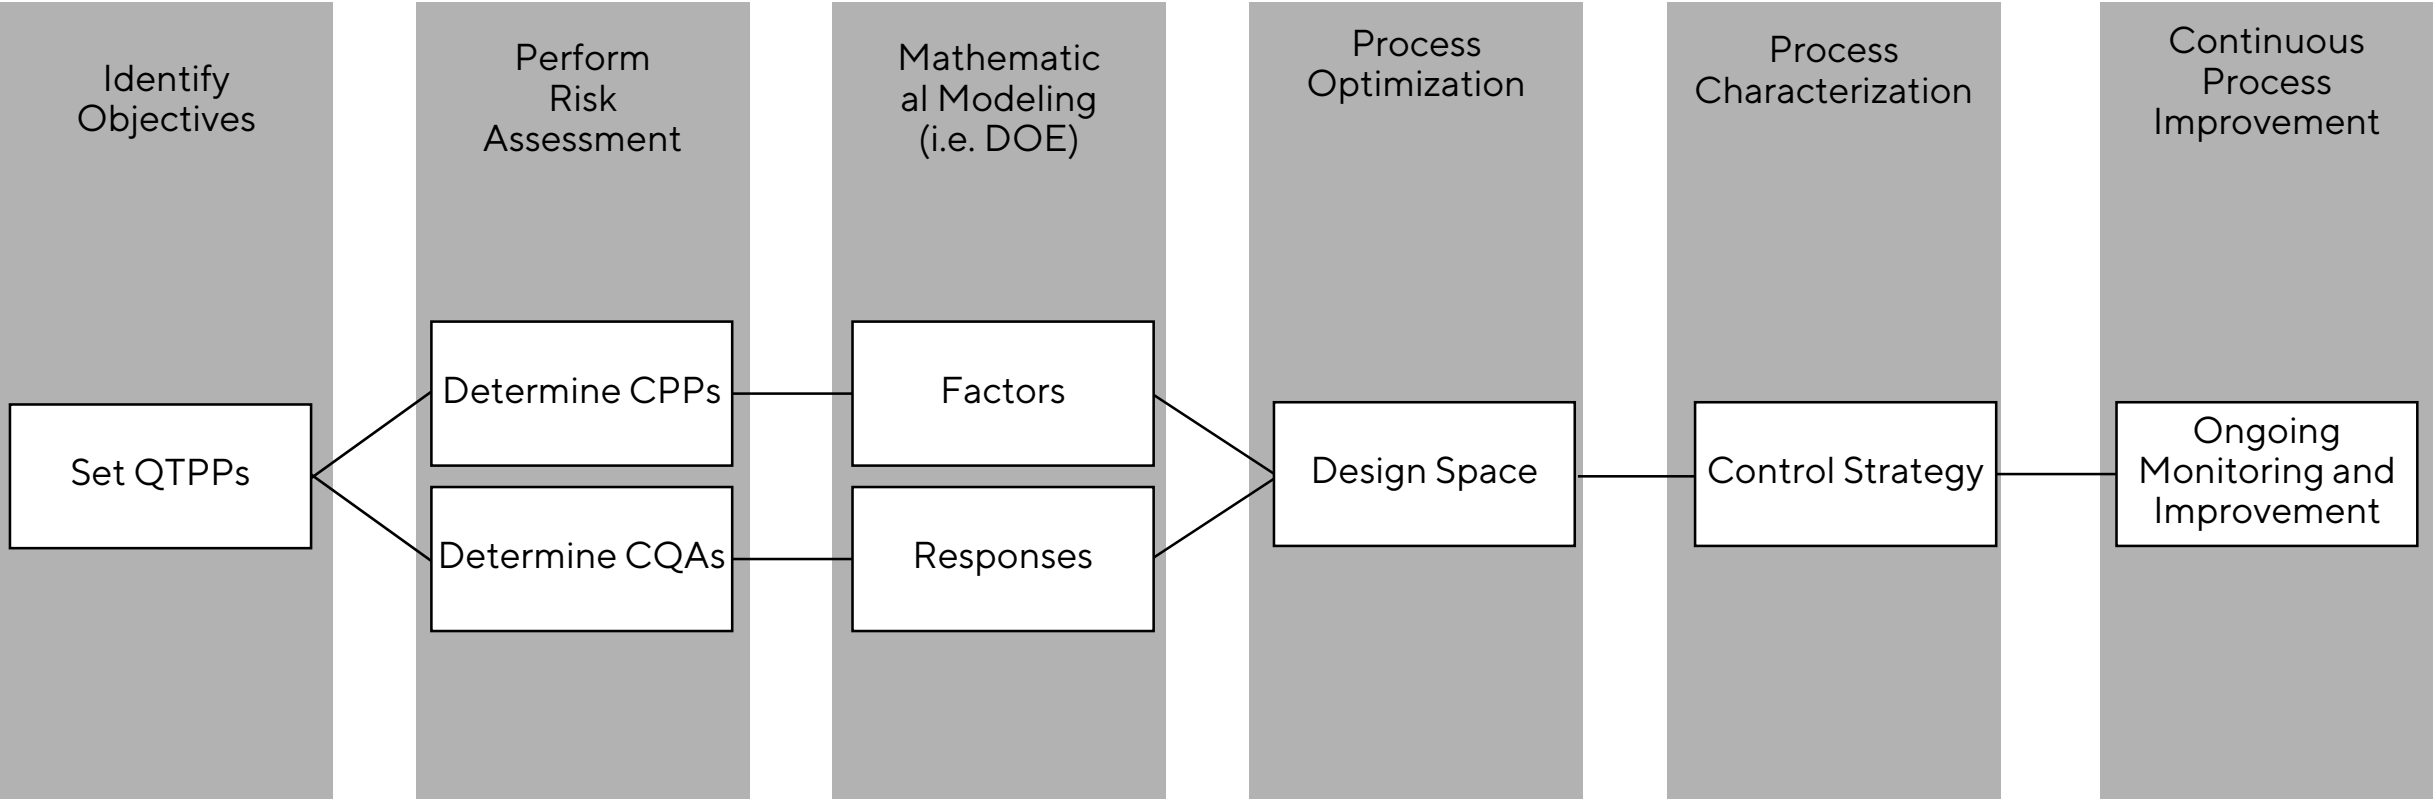 Identify
Objectives
Perform
Risk
Assessment
Mathematic
al Modeling
(i.e. DOE)
Process
Optimization
Process
Characterization
Continuous
Process
Improvement
Set QTPPs
Determine CPPs
Determine CQAs
Factors
Responses
Design Space
Control Strategy
Ongoing
Monitoring and
Improvement